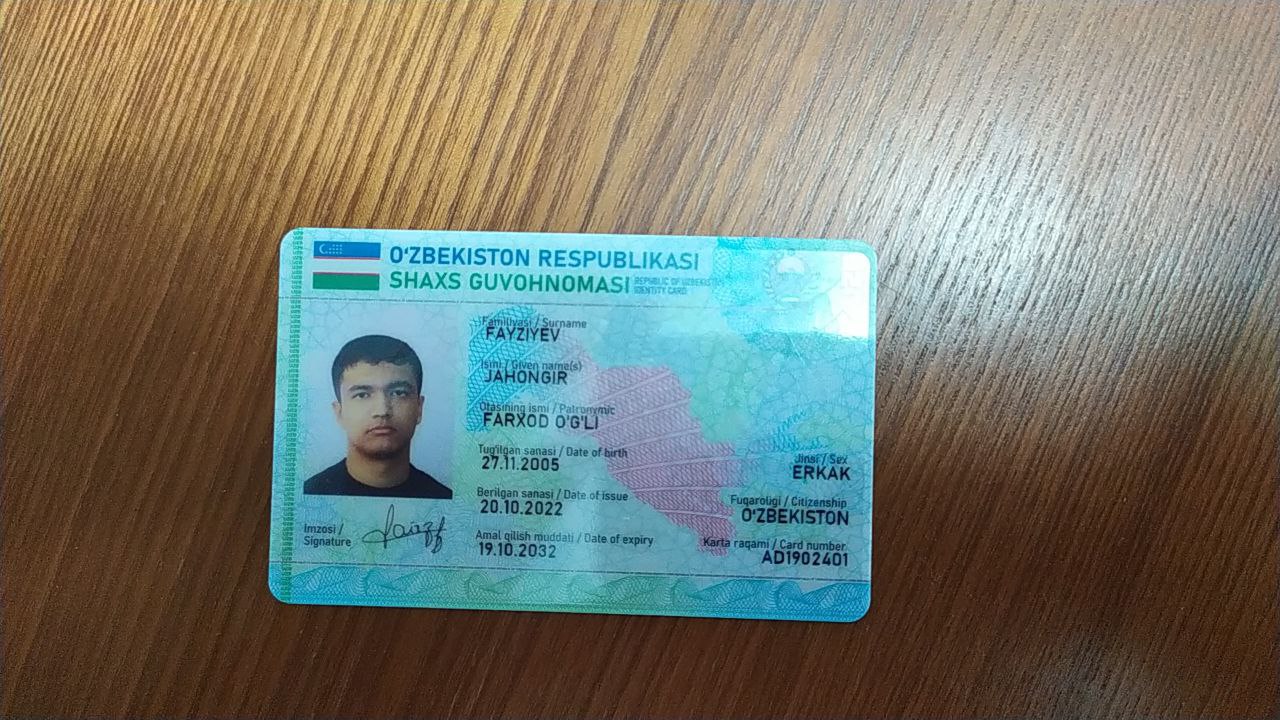 O'ZBEKISTON RESPUBLIKASI
SHAXS GUVOHNOMASI REPUBLIC OF UZBEKISTAN
IDENTITY CARD
Familiyasi / Surname
FAYZIYEV
Ismi / Given name(s)
JAHONGIR
Otasining ismi / Patronymic
FARXOD O'G'LI
Tug'ilgan sanasi / Date of birth
27.11.2005
Jinsi / Sex
ERKAK
Berilgan sanasi / Date of issue
20.10.2022
Fuqaroligi / Citizenship
O'ZBEKISTON
Imzosi /
Signature
Amal qilish muddati / Date of expiry
19.10.2032
Karta raqami / Card number
AD1902401